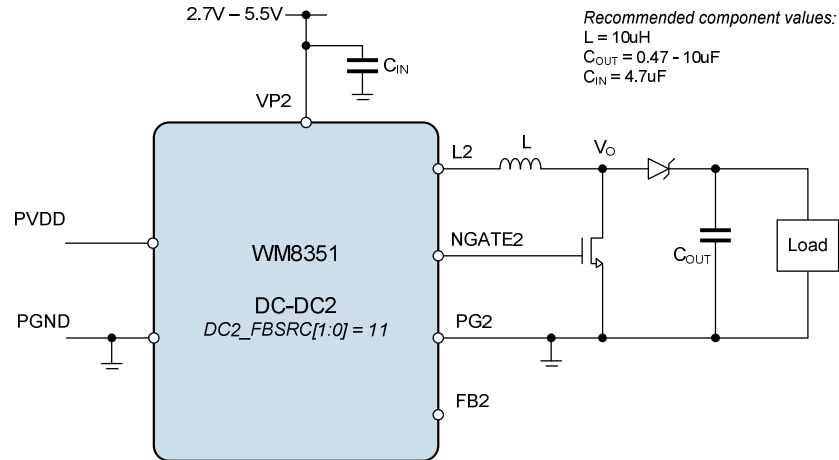 2.7V – 5.5V
Recommended component values:
L = 10uH
COUT = 0.47 - 10uF
CIN = 4.7uF
CIN
VP2
L2
L
VO
PVDD
NGATE2
WM8351
COUT
Load
DC-DC2
DC2_FBSRC[1:0] = 11
PGND
PG2
FB2